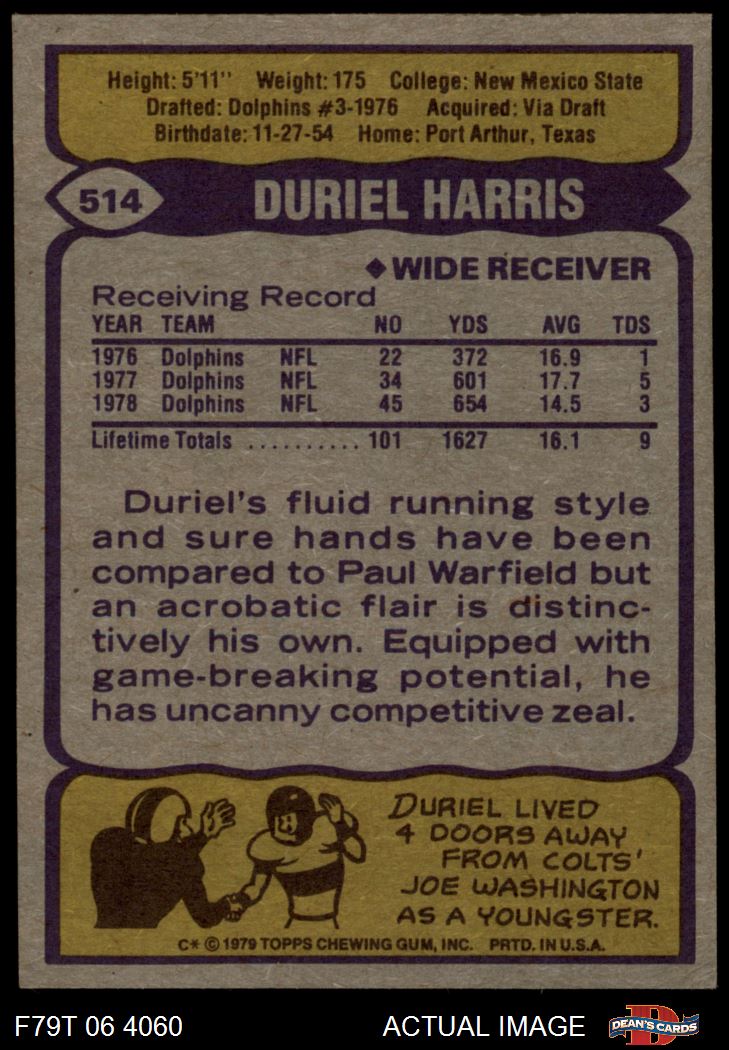 Height: 5'11" Weight: 175 College: New Mexico State
Drafted: Dolphins #3-1976 Acquired: Via Draft
Birthdate: 11-27-54 Home: Port Arthur, Texas
514 DURIEL HARRIS
◆ WIDE RECEIVER
Receiving Record
YEAR TEAM NO YDS AVG TDS
1976 Dolphins NFL 22 372 16.9 1
1977 Dolphins NFL 34 601 17.7 5
1978 Dolphins NFL 45 654 14.5 3
Lifetime Totals .......... 101 1627 16.1 9
Duriel's fluid running style
and sure hands have been
compared to Paul Warfield but
an acrobatic flair is distinc-
tively his own. Equipped with
game-breaking potential, he
has uncanny competitive zeal.
DURIEL LIVED
4 DOORS AWAY
FROM COLTS'
JOE WASHINGTON
AS A YOUNGSTER.
C* © 1979 TOPPS CHEWING GUM, INC. PRTD. IN U.S.A.
F79T 06 4060 ACTUAL IMAGE D DEAN'S CARDS